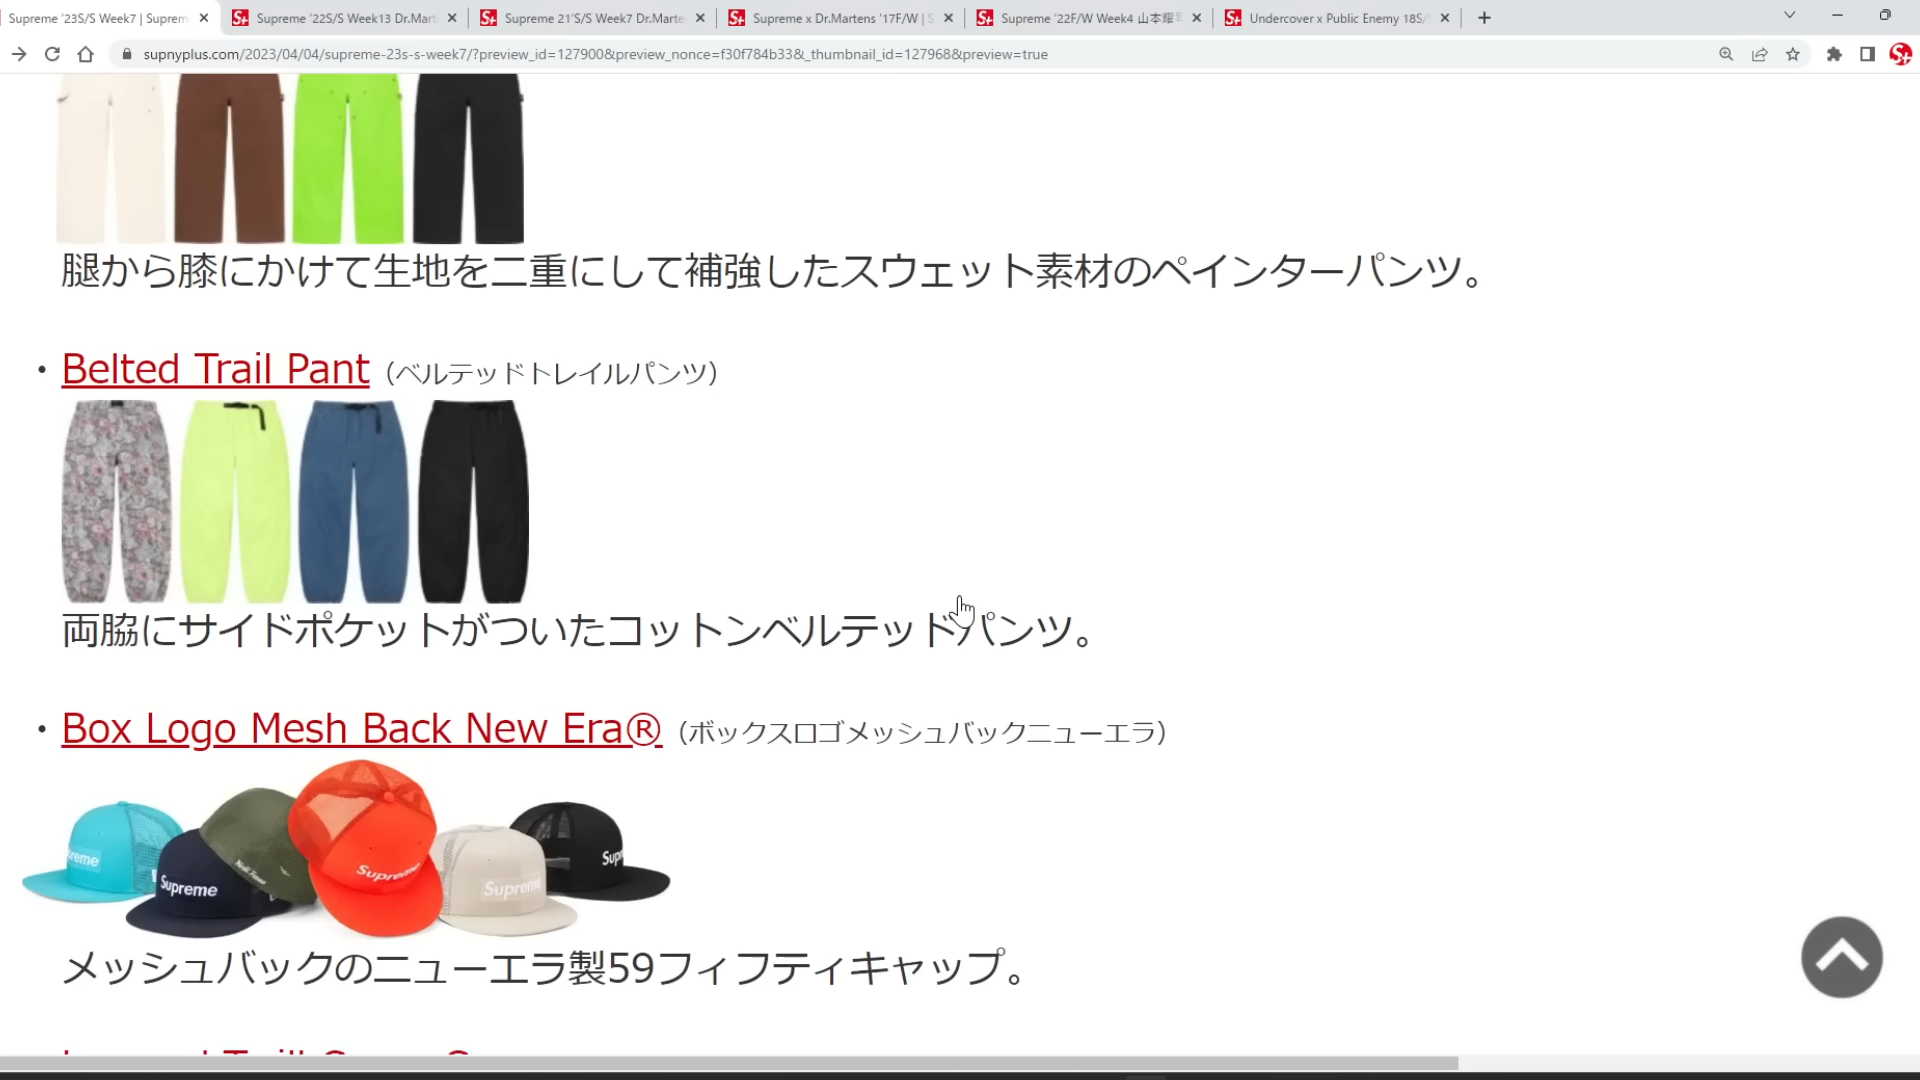 Supreme '23S/S Week7 | Suprem
Supreme '22S/S Week13 Dr.Mart
Supreme 21'S/S Week7 Dr.Marte
Supreme x Dr.Martens '17F/W | S
Supreme '22F/W Week4 山本耀
Undercover x Public Enemy 18S/
supnyplus.com/2023/04/04/supreme-23s-s-week7/?preview_id=127900&preview_nonce=f30f784b33&_thumbnail_id=127968&preview=true
腿から膝にかけて生地を二重にして補強したスウェット素材のペインターパンツ。
・Belted Trail Pant（ベルテッドトレイルパンツ）
両脇にサイドポケットがついたコットンベルテッドパンツ。
・Box Logo Mesh Back New Era®（ボックスロゴメッシュバックニューエラ）
preme
Supreme
Supreme
Supreme
Sup
メッシュバックのニューエラ製59フィフティキャップ。